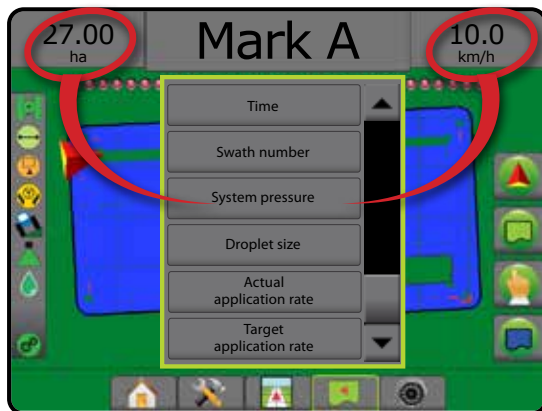 27.00
ha
Mark A
10.0
km/h
Time
Swath number
System pressure
Droplet size
Actual
application rate
Target
application rate